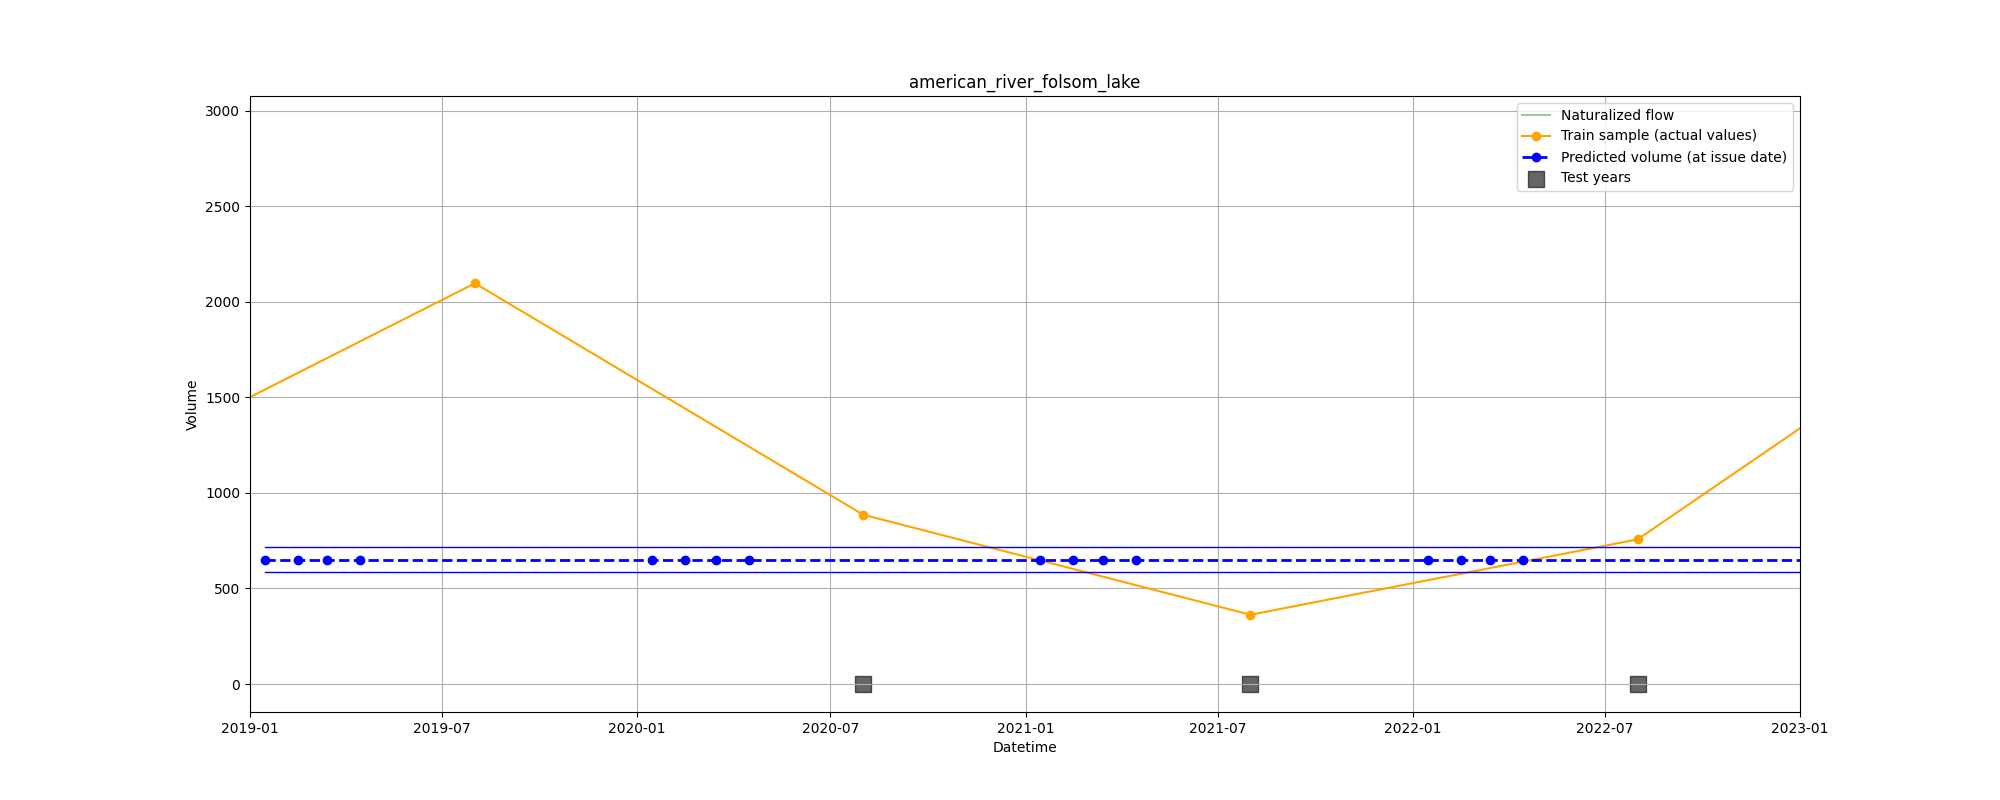 american_river_folsom_lake
3000
2500
2000
1500
1000
500
0
Volume
Naturalized flow
Train sample (actual values)
Predicted volume (at issue date)
Test years
2019-01
2019-07
2020-01
2020-07
2021-01
2021-07
2022-01
2022-07
2023-01
Datetime